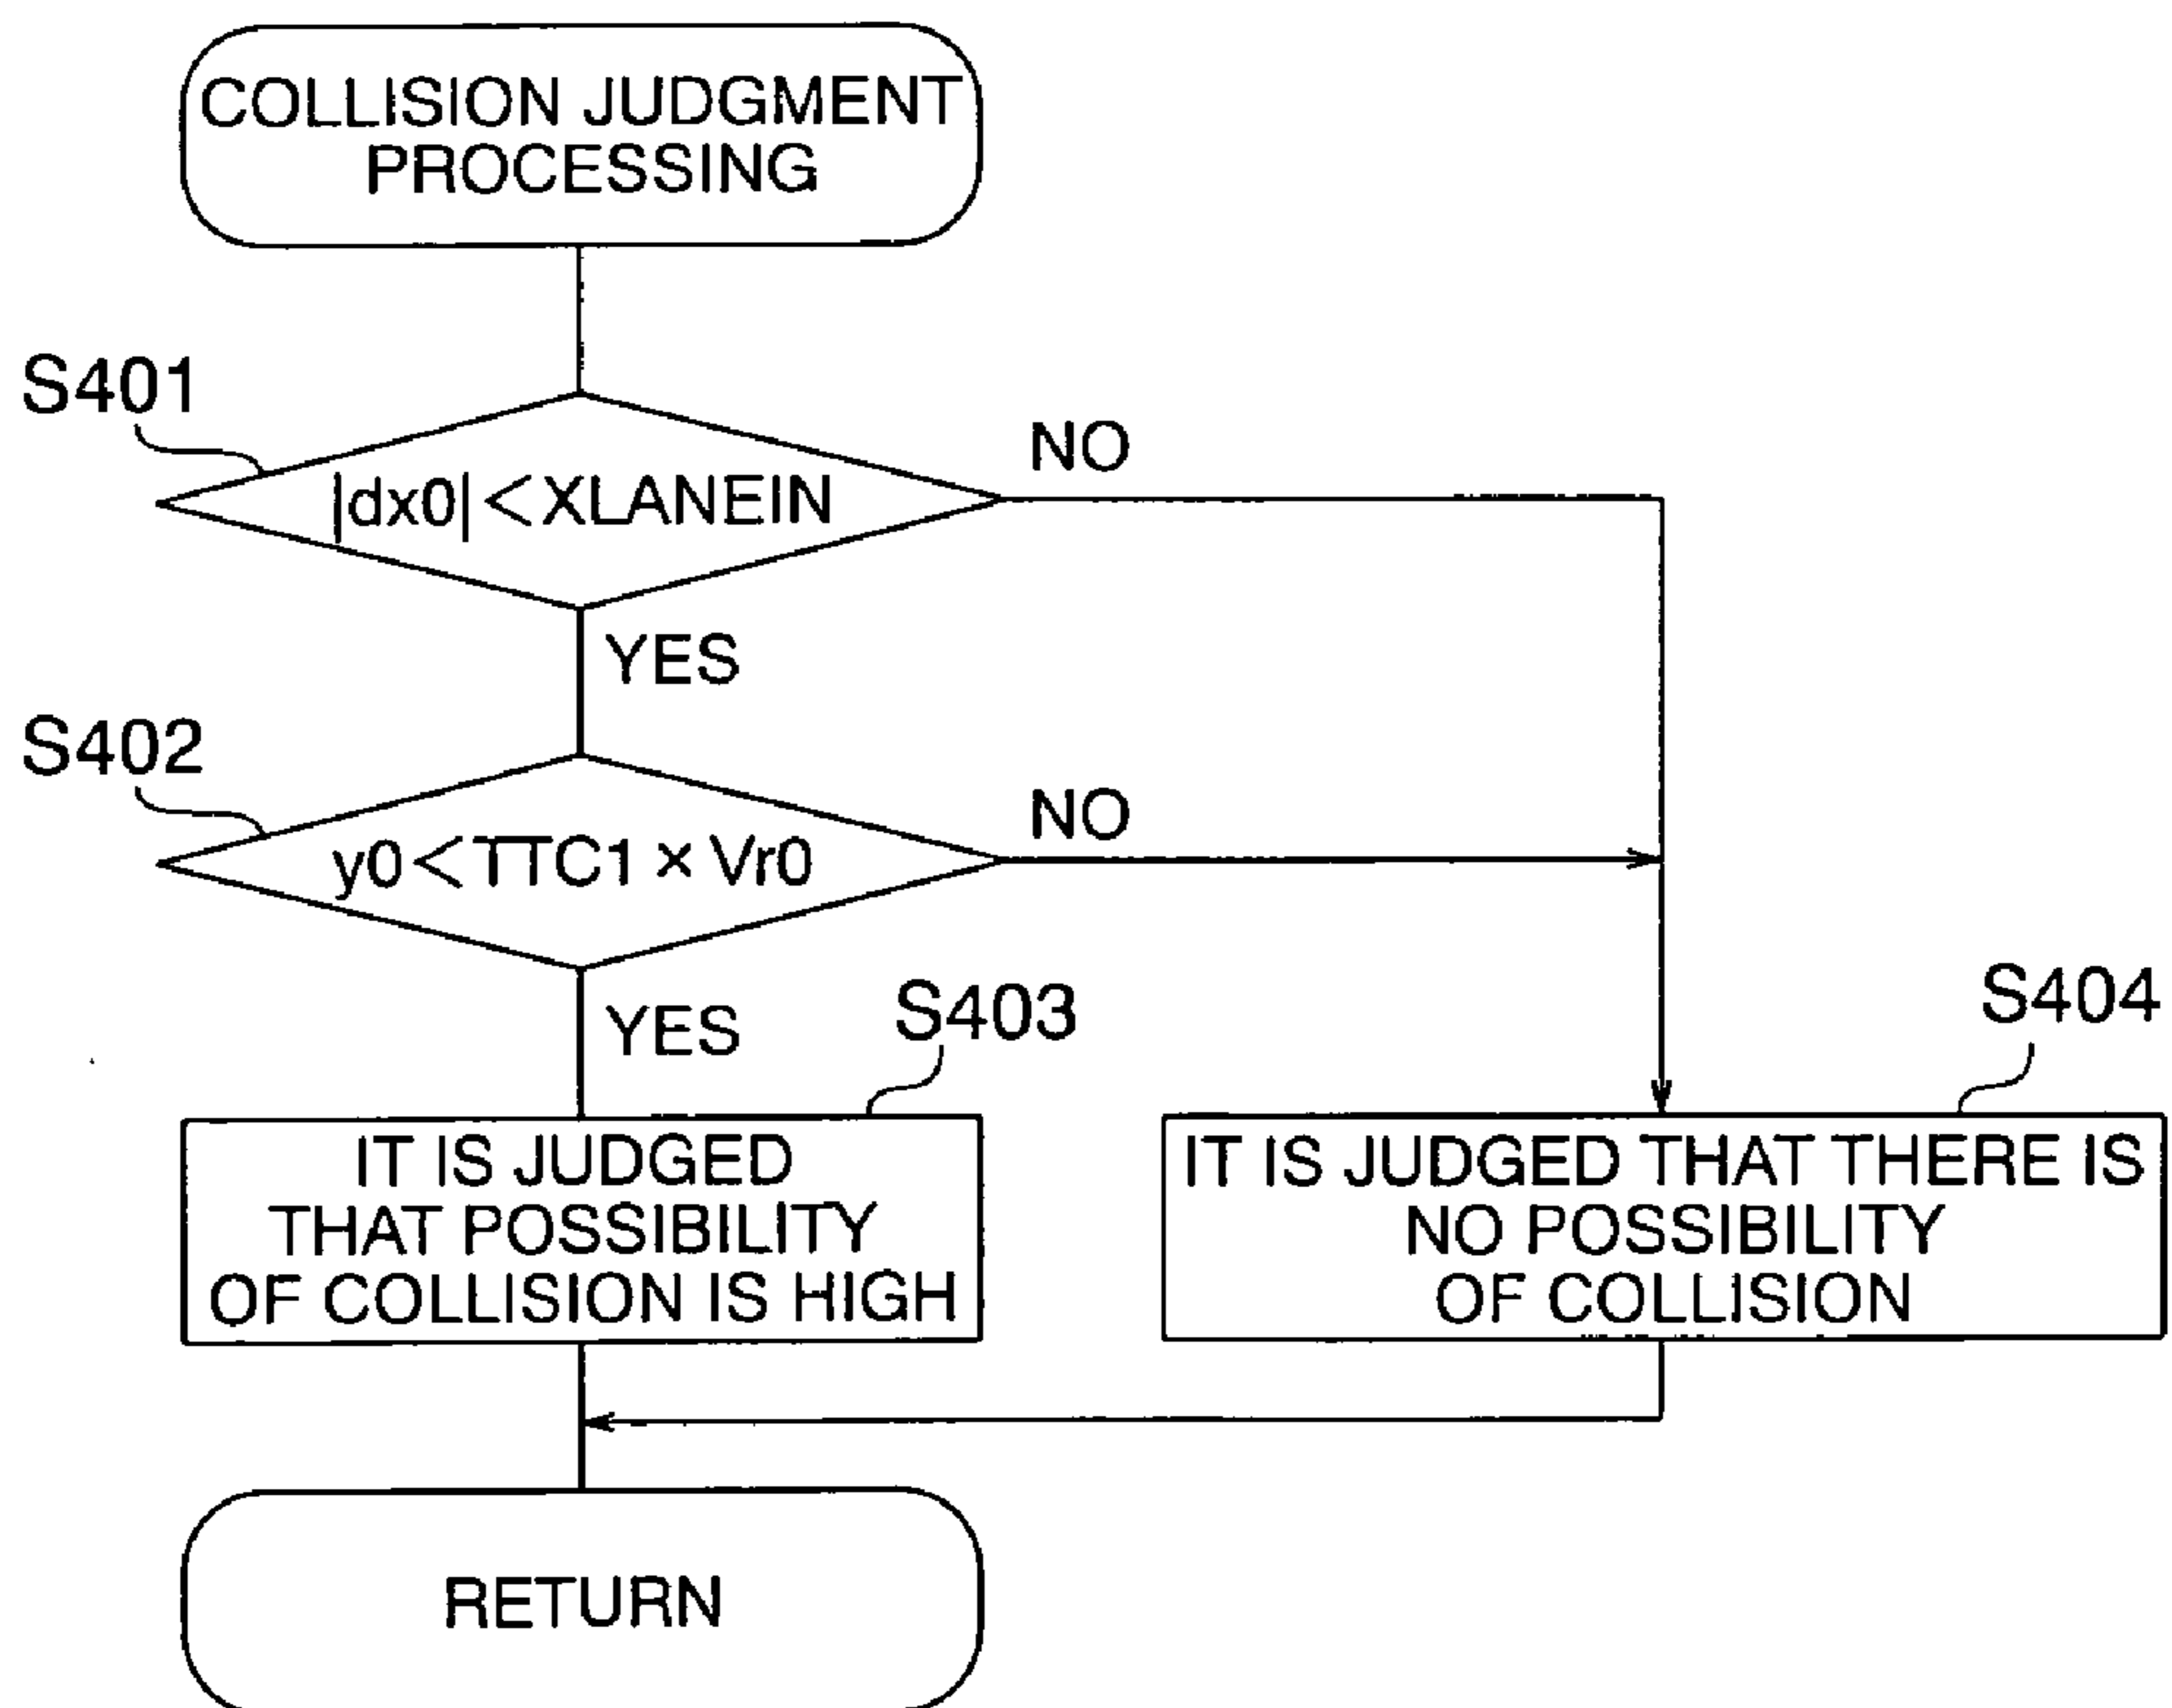 COLLISION JUDGMENT
PROCESSING
S401
|dx0|<XLANEIN
NO
YES
S402
y0<TTC1×Vr0
NO
YES
S403
IT IS JUDGED
THAT POSSIBILITY
OF COLLISION IS HIGH
S404
IT IS JUDGED THAT THERE IS
NO POSSIBILITY
OF COLLISION
RETURN